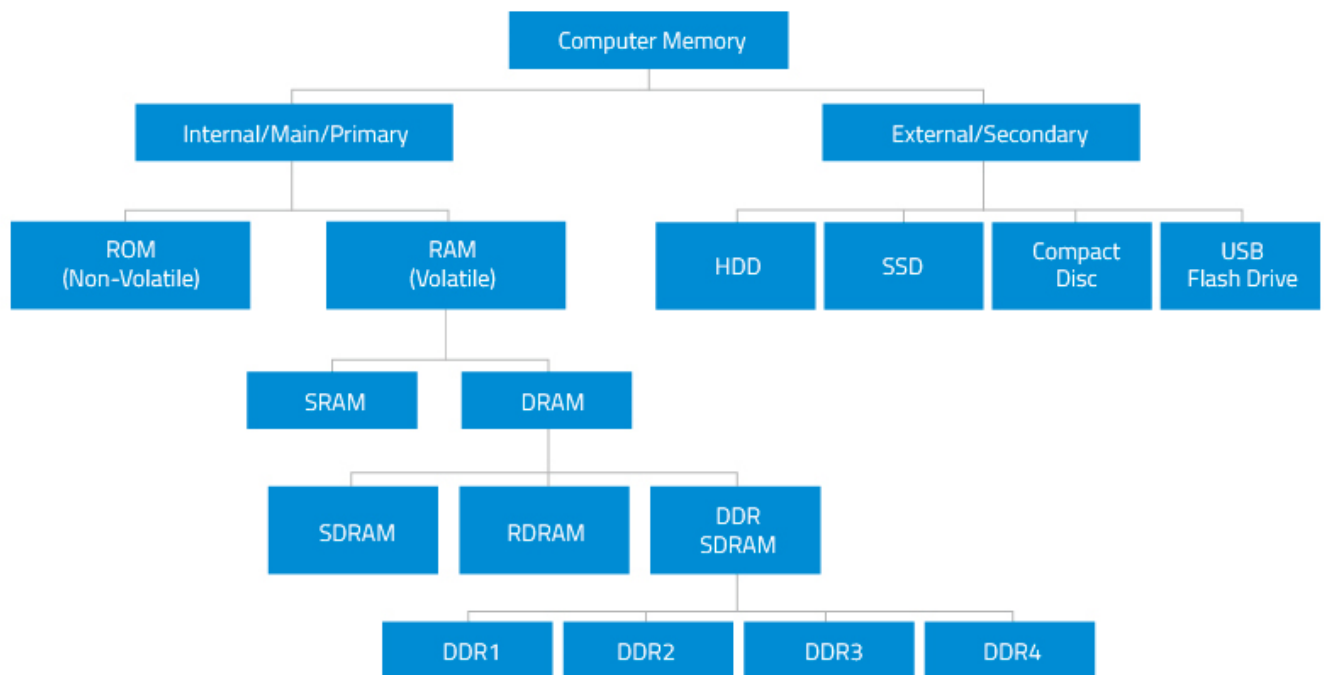 Computer Memory
Internal/Main/Primary
External/Secondary
ROM
(Non-Volatile)
RAM
(Volatile)
HDD
SSD
Compact
Disc
USB
Flash Drive
SRAM
DRAM
SDRAM
RDRAM
DDR
SDRAM
DDR1
DDR2
DDR3
DDR4